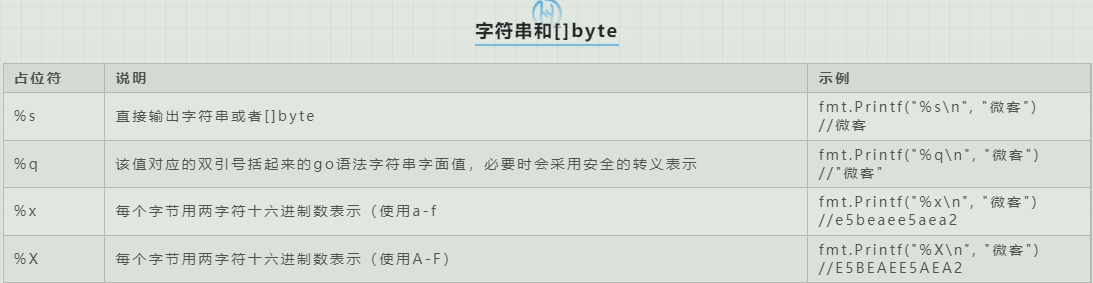 字符串和[]byte
占位符 说明 示例
%s 直接输出字符串或者[]byte fmt.Printf("%s\n", "微客")
//微客
%q 该值对应的双引号括起来的go语法字符串字面值，必要时会采用安全的转义表示 fmt.Printf("%q\n", "微客")
//"微客"
%x 每个字节用两字符十六进制数表示（使用a-f fmt.Printf("%x\n", "微客")
//e5beaee5aea2
%X 每个字节用两字符十六进制数表示（使用A-F） fmt.Printf("%X\n", "微客")
//E5BEAEE5AEA2